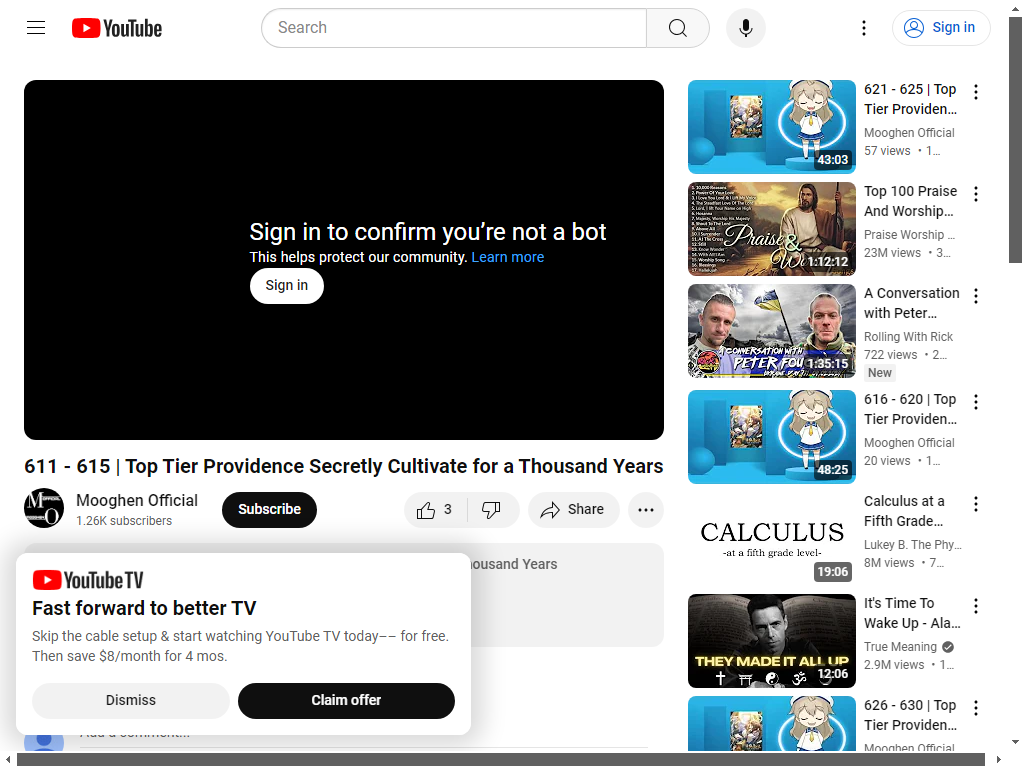 YouTube
Search
Sign in
Sign in to confirm you're not a bot
This helps protect our community. Learn more
Sign in
611 - 615 | Top Tier Providence Secretly Cultivate for a Thousand Years
Mooghen Official
1.26K subscribers
Subscribe
3
Share
housand Years
YouTube TV
Fast forward to better TV
Skip the cable setup & start watching YouTube TV today–– for free.
Then save $8/month for 4 mos.
Dismiss
Claim offer
Add a comment...
43:03
621 - 625 | Top
Tier Providen...
Mooghen Official
57 views • 1...
Praise &
1:12:12
Top 100 Praise
And Worship...
Praise Worship ...
23M views • 3...
A CONVERSATION WITH
PETER FOU
1:35:15
A Conversation
with Peter...
Rolling With Rick
722 views • 2...
New
48:25
616 - 620 | Top
Tier Providen...
Mooghen Official
20 views • 1...
CALCULUS
-at a fifth grade level-
19:06
Calculus at a
Fifth Grade...
Lukey B. The Phy...
8M views • 7...
THEY MADE IT ALL UP
12:06
It's Time To
Wake Up - Ala...
True Meaning
2.9M views • 1...
626 - 630 | Top
Tier Providen...
Mooghen Official